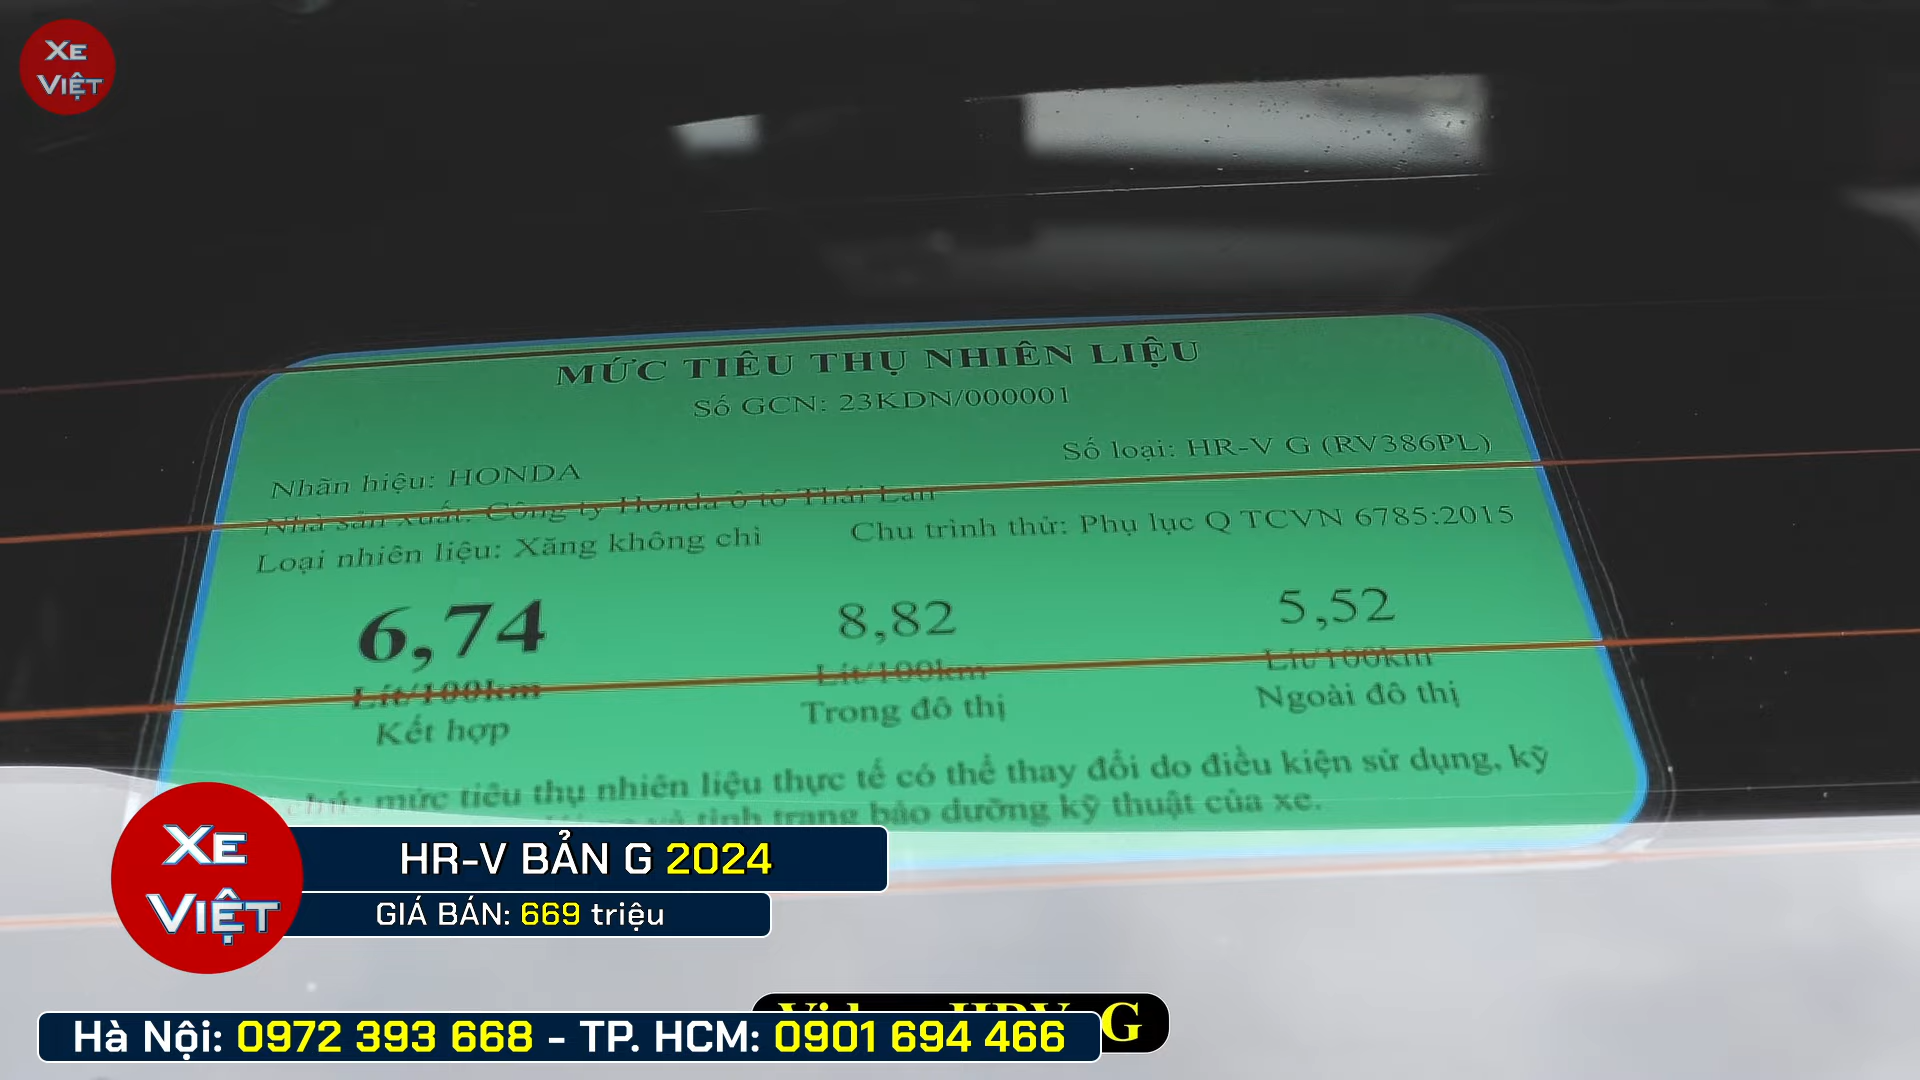 XE
VIỆT
MỨC TIÊU THỤ NHIÊN LIỆU
Số GCN: 23KDN/000001
Nhãn hiệu: HONDA
Số loại: HR-V G (RV386PL)
Nhà sản xuất: Công ty Honda ô tô Thái Lan
Loại nhiên liệu: Xăng không chì
Chu trình thử: Phụ lục Q TCVN 6785:2015
6,74
8,82
5,52
Lít/100km
Lít/100km
Lít/100km
Kết hợp
Trong đô thị
Ngoài đô thị
chú: mức tiêu thụ nhiên liệu thực tế có thể thay đổi do điều kiện sử dụng, kỹ
và tình trạng bảo dưỡng kỹ thuật của xe.
XE
VIỆT
HR-V BẢN G 2024
GIÁ BÁN: 669 triệu
G
Hà Nội: 0972 393 668 - TP. HCM: 0901 694 466